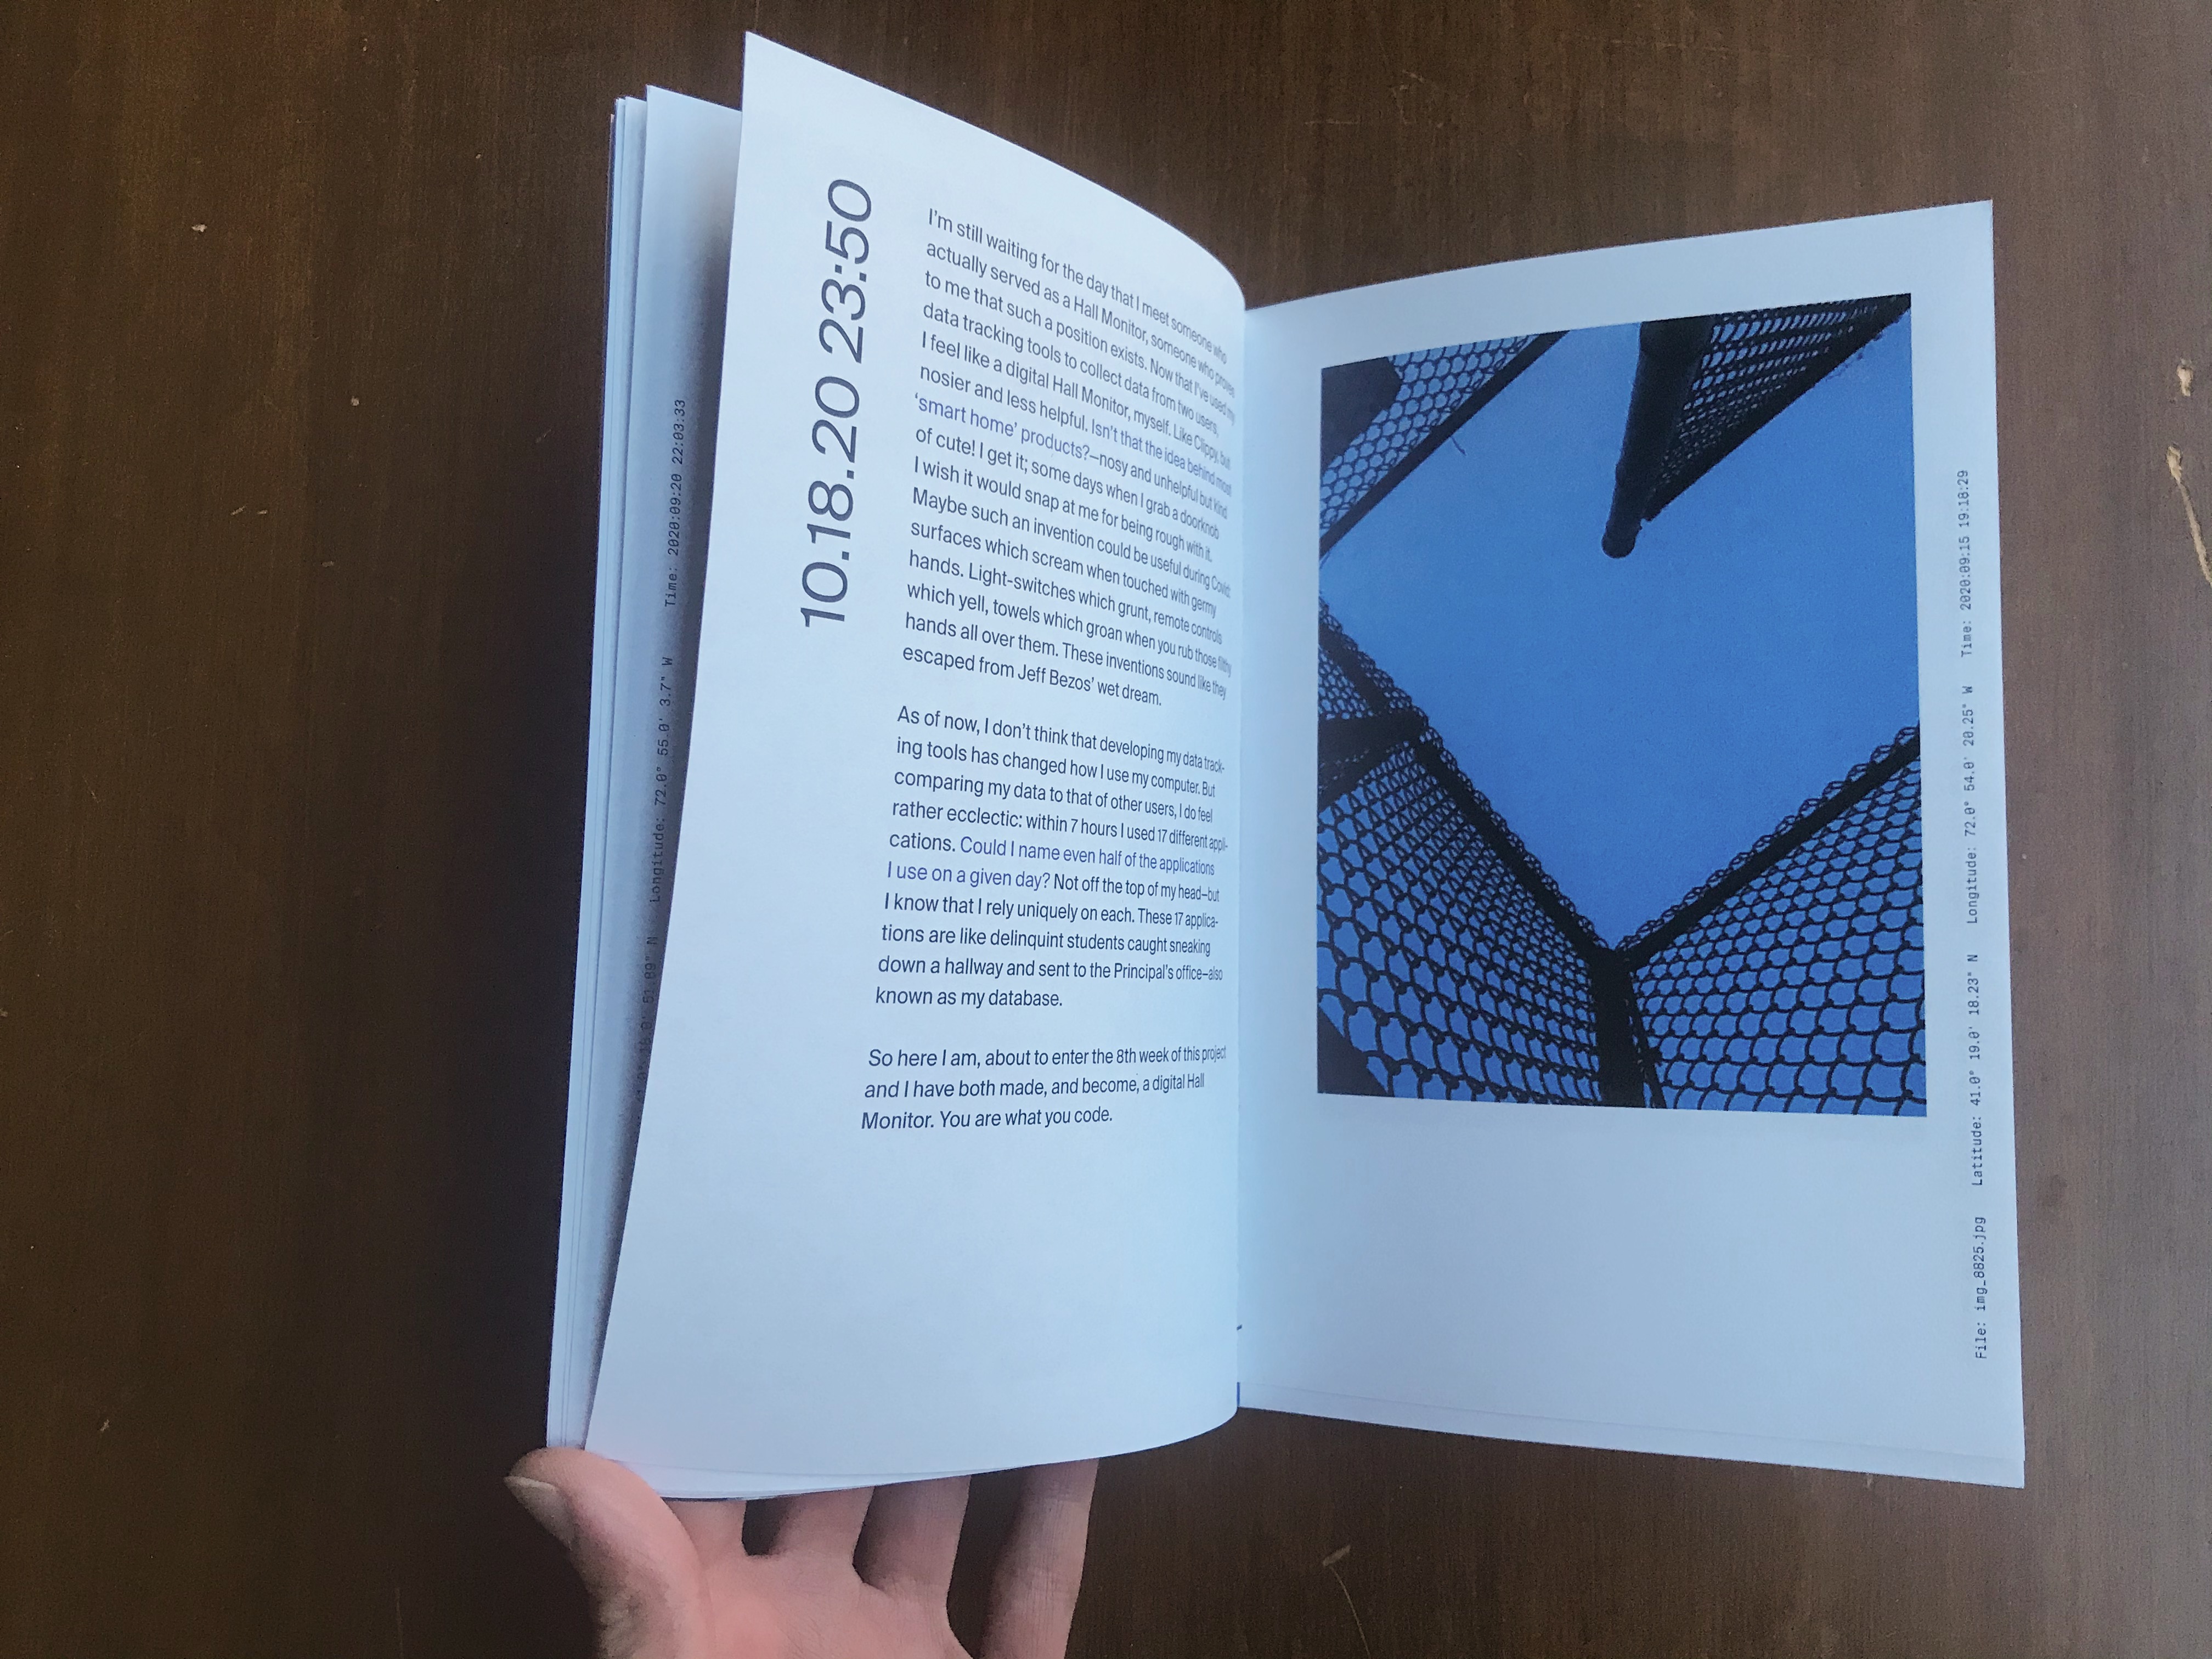 Time: 2020:09:20 22:03:33
Longitude: 72.0° 55.0' 3.7" W
10.18.20 23:50
I'm still waiting for the day that I meet someone who
actually served as a Hall Monitor, someone who proves
to me that such a position exists. Now that I've used my
data tracking tools to collect data from two users,
I feel like a digital Hall Monitor, myself. Like Clippy, but
nosier and less helpful. Isn't that the idea behind most
'smart home' products?—nosy and unhelpful but kind
of cute! I get it; some days when I grab a doorknob
I wish it would snap at me for being rough with it.
Maybe such an invention could be useful during Covid:
surfaces which scream when touched with germy
hands. Light-switches which grunt, remote controls
which yell, towels which groan when you rub those filthy
hands all over them. These inventions sound like they
escaped from Jeff Bezos' wet dream.
As of now, I don't think that developing my data track-
ing tools has changed how I use my computer. But
comparing my data to that of other users, I do feel
rather ecclectic: within 7 hours I used 17 different appli-
cations. Could I name even half of the applications
I use on a given day? Not off the top of my head—but
I know that I rely uniquely on each. These 17 applica-
tions are like delinquint students caught sneaking
down a hallway and sent to the Principal's office—also
known as my database.
So here I am, about to enter the 8th week of this project
and I have both made, and become, a digital Hall
Monitor. You are what you code.
File: img_8825.jpg Latitude: 41.0° 19.0' 18.23" N Longitude: 72.0° 54.0' 20.25" W Time: 2020:09:15 19:18:29